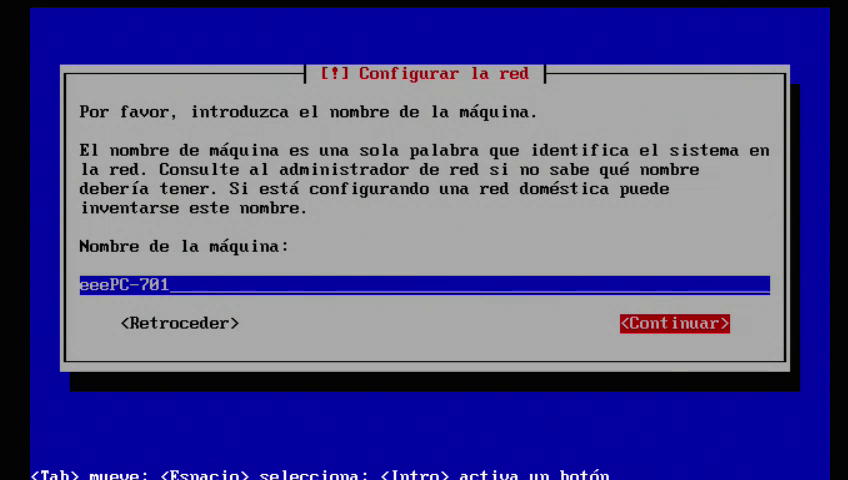 [!] Configurar la red
Por favor, introduzca el nombre de la máquina.
El nombre de máquina es una sola palabra que identifica el sistema en
la red. Consulte al administrador de red si no sabe qué nombre
debería tener. Si está configurando una red doméstica puede
inventarse este nombre.
Nombre de la máquina:
eeePC-701
<Retroceder> <Continuar>
<Tab> mueve; <Espacio> selecciona; <Intro> activa un botón